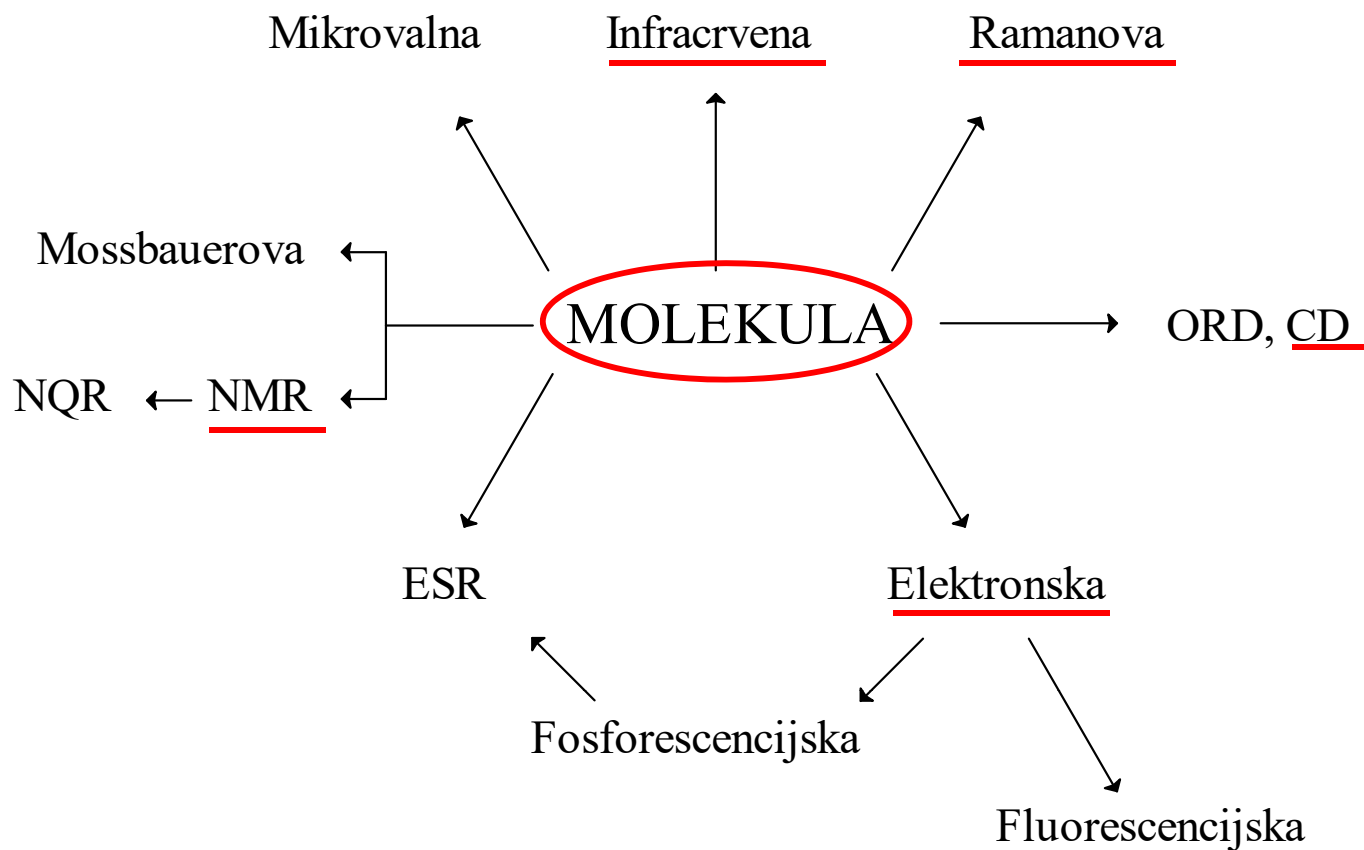 Mikrovalna
Infracrvena
Ramanova
Mossbauerova
MOLEKULA
ORD, CD
NQR
NMR
ESR
Elektronska
Fosforescencijska
Fluorescencijska